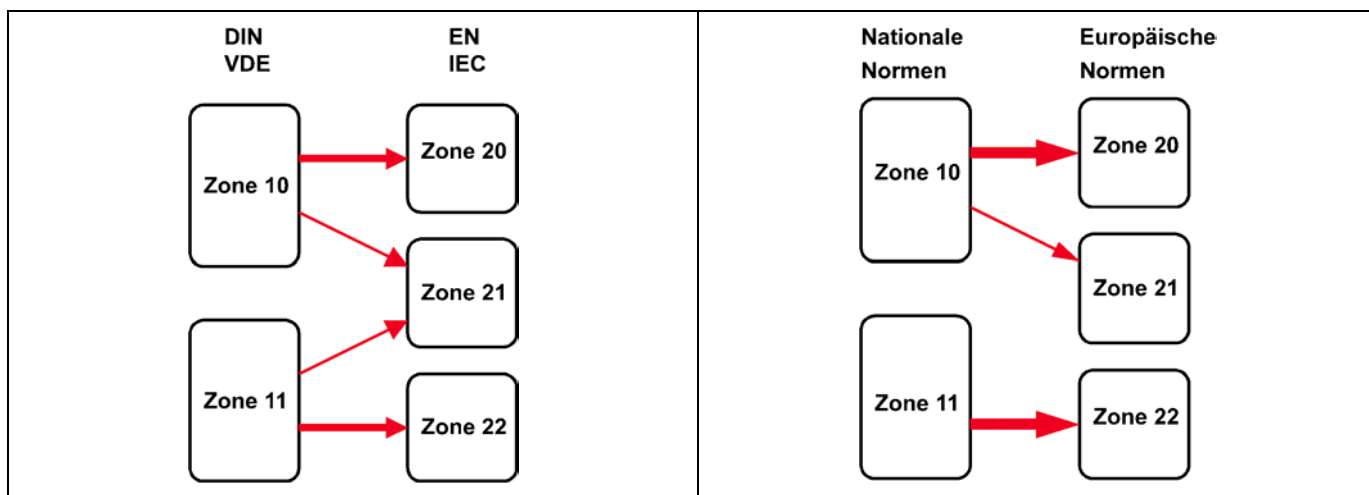 DIN
VDE
EN
IEC
Zone 10
Zone 11
Zone 20
Zone 21
Zone 22
Nationale
Normen
Europäische
Normen
Zone 10
Zone 11
Zone 20
Zone 21
Zone 22